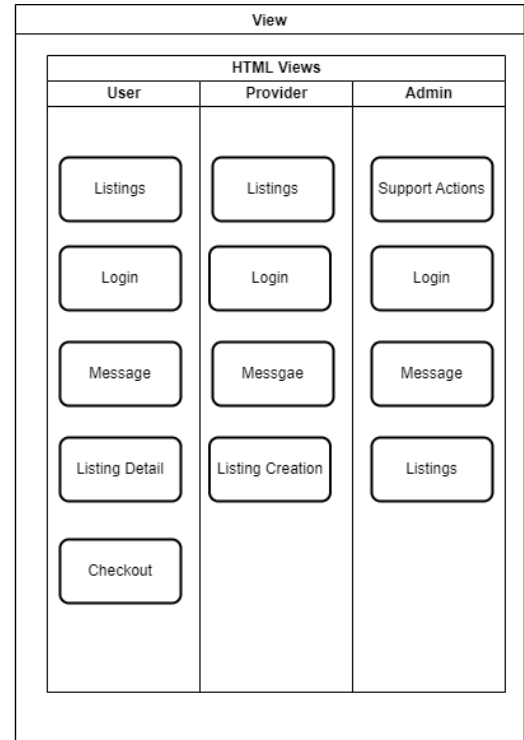 View
HTML Views
User
Provider
Admin
Listings
Listings
Support Actions
Login
Login
Login
Message
Messgae
Message
Listing Detail
Listing Creation
Listings
Checkout